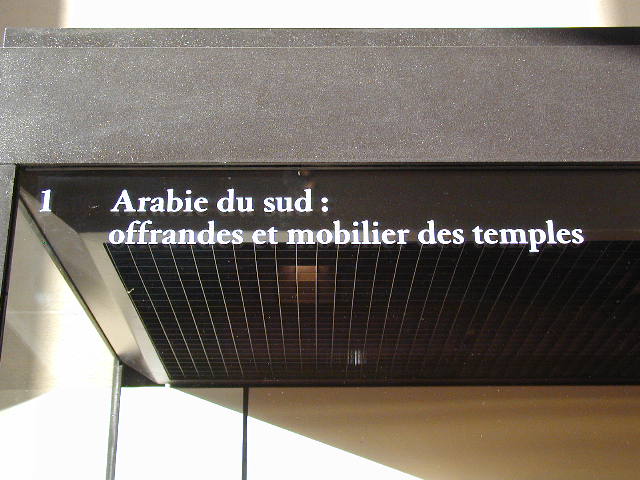 1 Arabie du sud :
offrandes et mobilier des temples